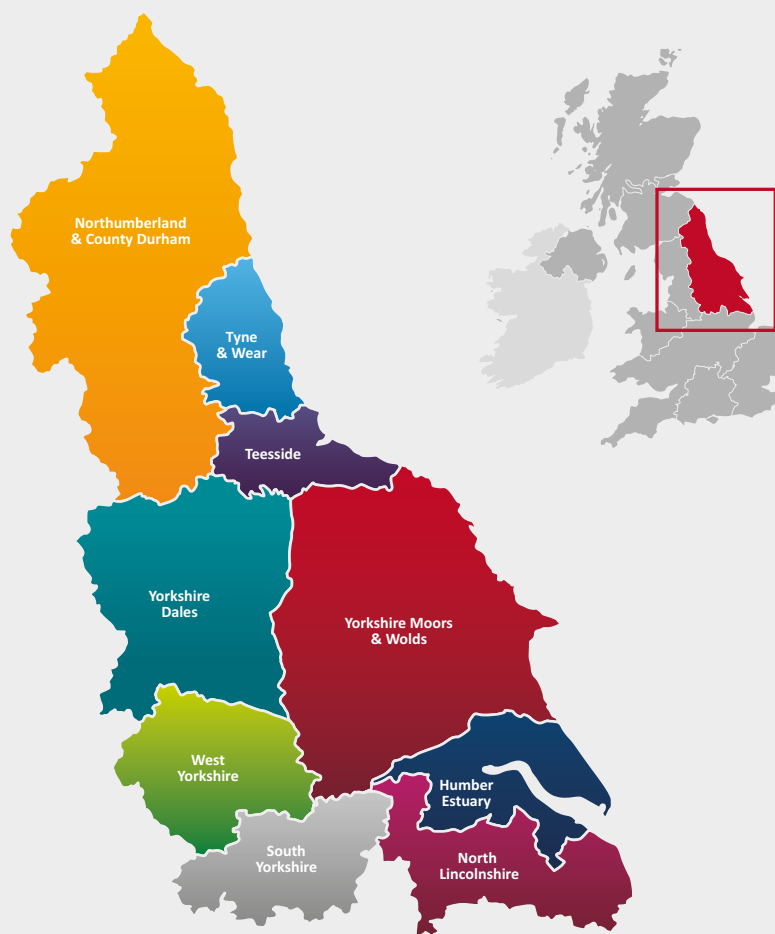 Northumberland
& County Durham
Tyne
& Wear
Teesside
Yorkshire
Dales
Yorkshire Moors
& Wolds
West
Yorkshire
Humber
Estuary
South
Yorkshire
North
Lincolnshire